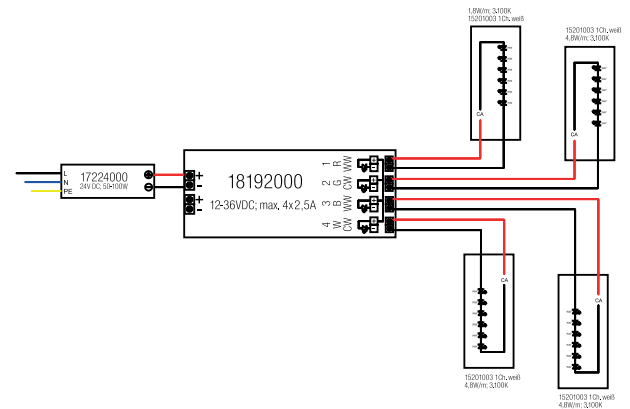 1,8W/m; 3.100K
15201003 1Ch. weiß
15201003 1Ch. weiß
4,8W/m; 3,100K
CA
CA
L
N
PE
17224000
24V DC, 50-100W
+
-
+
-
18192000
12-36VDC; max. 4x2,5A
1 R WW
2 G CW
3 B WW
4 W CW
CA
CA
15201003 1Ch. weiß
4,8W/m; 3,100K
15201003 1Ch. weiß
4,8W/m; 3,100K